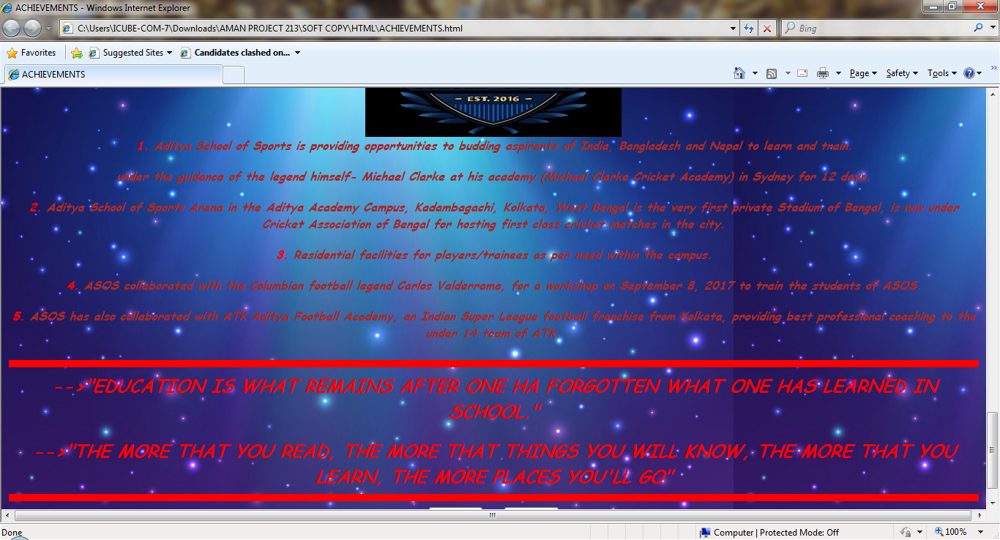 ACHIEVEMENTS - Windows Internet Explorer
C:\Users\ICUBE-COM-7\Downloads\AMAN PROJECT 213\SOFT COPY\HTML\ACHIEVEMENTS.html
Bing
Favorites
Suggested Sites
Candidates clashed on...
ACHIEVEMENTS
Page
Safety
Tools
— EST. 2016 —
1. Aditya School of Sports is providing opportunities to budding aspirants of India, Bangladesh and Nepal to learn and train.
under the guidance of the legend himself- Michael Clarke at his academy (Michael Clarke Cricket Academy) in Sydney for 12 days.
2. Aditya School of Sports Arena in the Aditya Academy Campus, Kadambagachi, Kolkata, West Bengal is the very first private Stadium of Bengal, is now under
Cricket Association of Bengal for hosting first class cricket matches in the city.
3. Residential facilities for players/trainees as per need within the campus.
4. ASOS collaborated with the Columbian football legend Carlos Valderrama, for a workshop on September 8, 2017 to train the students of ASOS.
5. ASOS has also collaborated with ATK Aditya Football Academy, an Indian Super League football franchise from Kolkata, providing best professional coaching to the
under 14 team of ATK.
-->"EDUCATION IS WHAT REMAINS AFTER ONE HA FORGOTTEN WHAT ONE HAS LEARNED IN
SCHOOL."
-->"THE MORE THAT YOU READ, THE MORE THAT THINGS YOU WILL KNOW, THE MORE THAT YOU
LEARN, THE MORE PLACES YOU'LL GO"
Done
Computer | Protected Mode: Off
100%